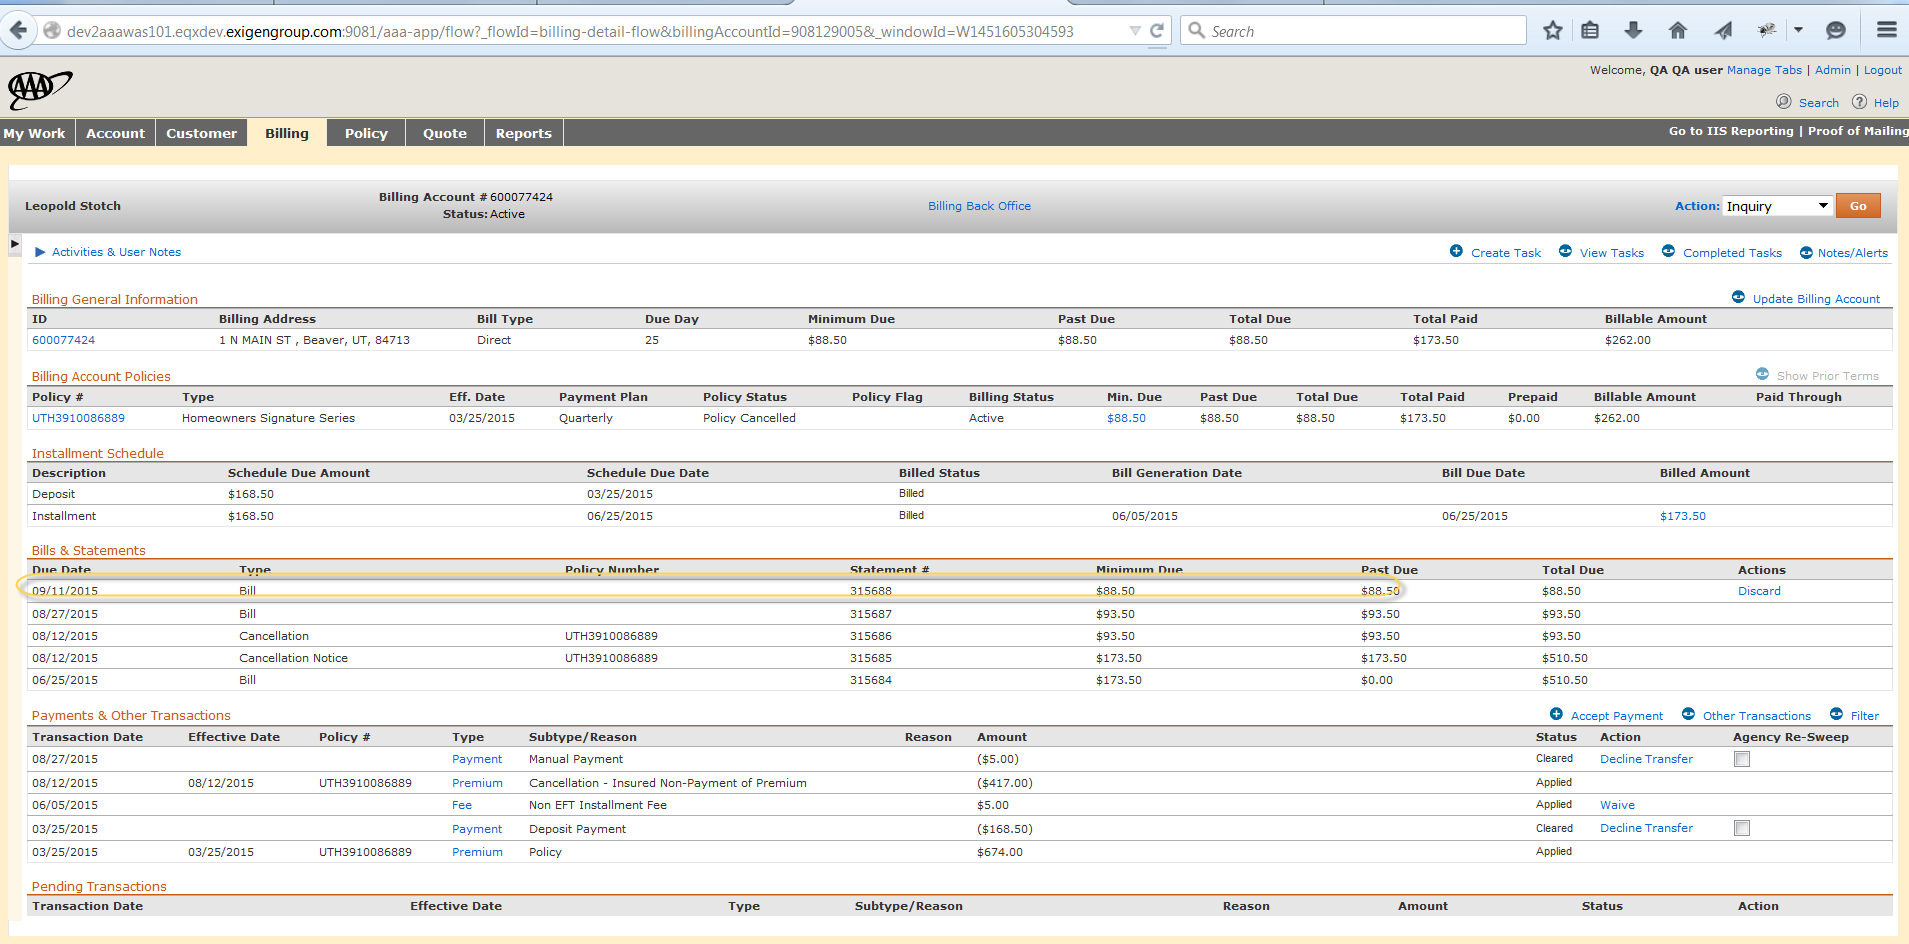 dev2aaawas101.eqxdev.exigengroup.com:9081/aaa-app/flow?_flowId=billing-detail-flow&billingAccountId=908129005&_windowId=W1451605304593 Search
AAA
Welcome, QA QA user Manage Tabs | Admin | Logout
Search Help
My Work Account Customer Billing Policy Quote Reports Go to IIS Reporting | Proof of Mailing
Leopold Stotch Billing Account # 600077424 Billing Back Office Action: Inquiry Go
Status: Active
Activities & User Notes Create Task View Tasks Completed Tasks Notes/Alerts
Billing General Information Update Billing Account
ID Billing Address Bill Type Due Day Minimum Due Past Due Total Due Total Paid Billable Amount
600077424 1 N MAIN ST , Beaver, UT, 84713 Direct 25 $88.50 $88.50 $88.50 $173.50 $262.00
Billing Account Policies Show Prior Terms
Policy # Type Eff. Date Payment Plan Policy Status Policy Flag Billing Status Min. Due Past Due Total Due Total Paid Prepaid Billable Amount Paid Through
UTH3910086889 Homeowners Signature Series 03/25/2015 Quarterly Policy Cancelled Active $88.50 $88.50 $88.50 $173.50 $0.00 $262.00
Installment Schedule
Description Schedule Due Amount Schedule Due Date Billed Status Bill Generation Date Bill Due Date Billed Amount
Deposit $168.50 03/25/2015 Billed
Installment $168.50 06/25/2015 Billed 06/05/2015 06/25/2015 $173.50
Bills & Statements
Due Date Type Policy Number Statement # Minimum Due Past Due Total Due Actions
09/11/2015 Bill 315688 $88.50 $88.50 $88.50 Discard
08/27/2015 Bill 315687 $93.50 $93.50 $93.50
08/12/2015 Cancellation UTH3910086889 315686 $93.50 $93.50 $93.50
08/12/2015 Cancellation Notice UTH3910086889 315685 $173.50 $173.50 $510.50
06/25/2015 Bill 315684 $173.50 $0.00 $510.50
Payments & Other Transactions Accept Payment Other Transactions Filter
Transaction Date Effective Date Policy # Type Subtype/Reason Reason Amount Status Action Agency Re-Sweep
08/27/2015 Payment Manual Payment ($5.00) Cleared Decline Transfer
08/12/2015 08/12/2015 UTH3910086889 Premium Cancellation - Insured Non-Payment of Premium ($417.00) Applied
06/05/2015 Fee Non EFT Installment Fee $5.00 Applied Waive
03/25/2015 Payment Deposit Payment ($168.50) Cleared Decline Transfer
03/25/2015 03/25/2015 UTH3910086889 Premium Policy $674.00 Applied
Pending Transactions
Transaction Date Effective Date Type Subtype/Reason Reason Amount Status Action